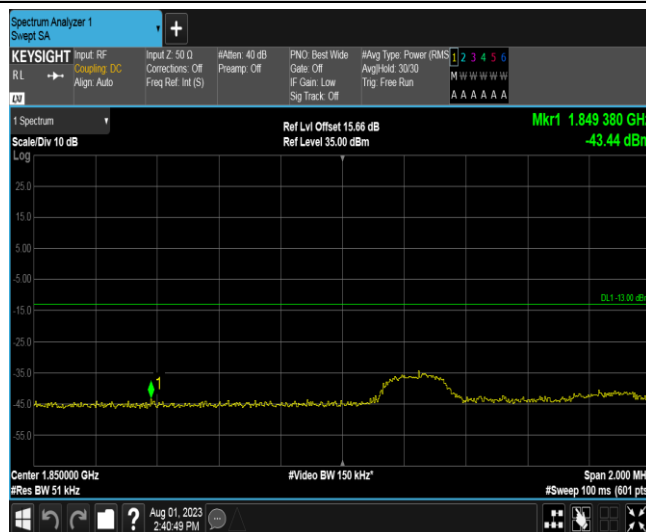 Spectrum Analyzer 1
Swept SA
+
KEYSIGHT
RL
LXI
Input: RF
Coupling: DC
Align: Auto
Input Z: 50 Ω
Corrections: Off
Freq Ref: Int (S)
#Atten: 40 dB
Preamp: Off
PNO: Best Wide
Gate: Off
IF Gain: Low
Sig Track: Off
#Avg Type: Power (RMS
Avg|Hold: 30/30
Trig: Free Run
1 2 3 4 5 6
M W W W W W
A A A A A A
1 Spectrum
Scale/Div 10 dB
Ref Lvl Offset 15.66 dB
Ref Level 35.00 dBm
Mkr1 1.849 380 GHz
-43.44 dBm
Log
25.0
15.0
5.00
-5.00
-15.0
DL1 -13.00 dBm
-25.0
-35.0
1
-45.0
-55.0
Center 1.850000 GHz
#Res BW 51 kHz
#Video BW 150 kHz*
Span 2.000 MH
#Sweep 100 ms (601 pts
?
Aug 01, 2023
2:40:49 PM